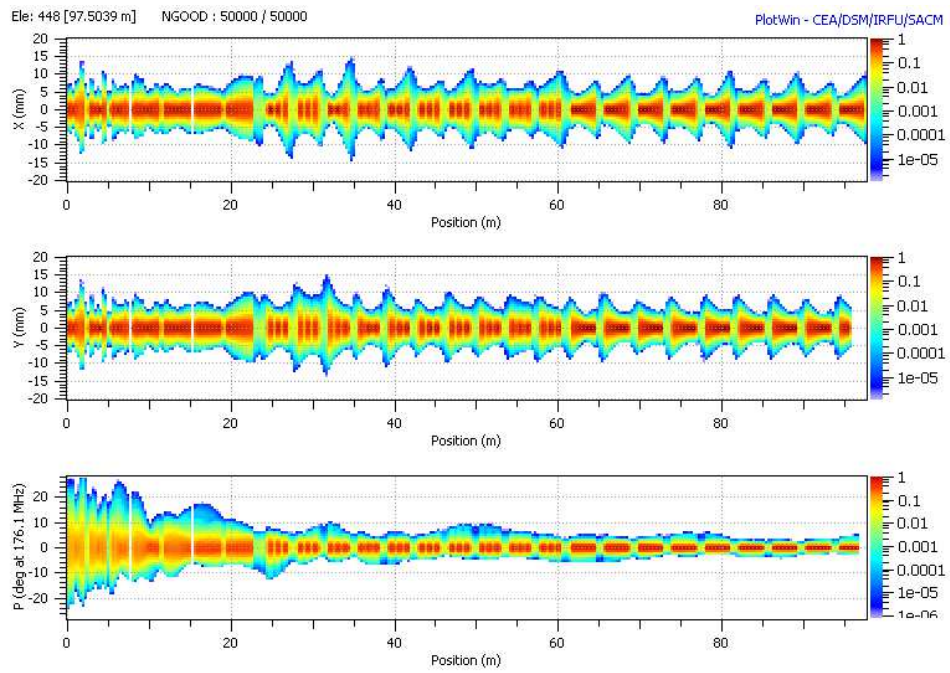 Ele: 448 [97.5039 m] NGOOD : 50000 / 50000
PlotWin - CEA/DSM/IRFU/SACM
20
15
10
5
0
-5
-10
-15
-20
X (mm)
0 20 40 60 80
Position (m)
1
0.1
0.01
0.001
0.0001
1e-05
20
15
10
5
0
-5
-10
-15
-20
Y (mm)
0 20 40 60 80
Position (m)
1
0.1
0.01
0.001
0.0001
1e-05
20
10
0
-10
-20
P (deg at 176.1 MHz)
0 20 40 60 80
Position (m)
1
0.1
0.01
0.001
0.0001
1e-05
1e-06